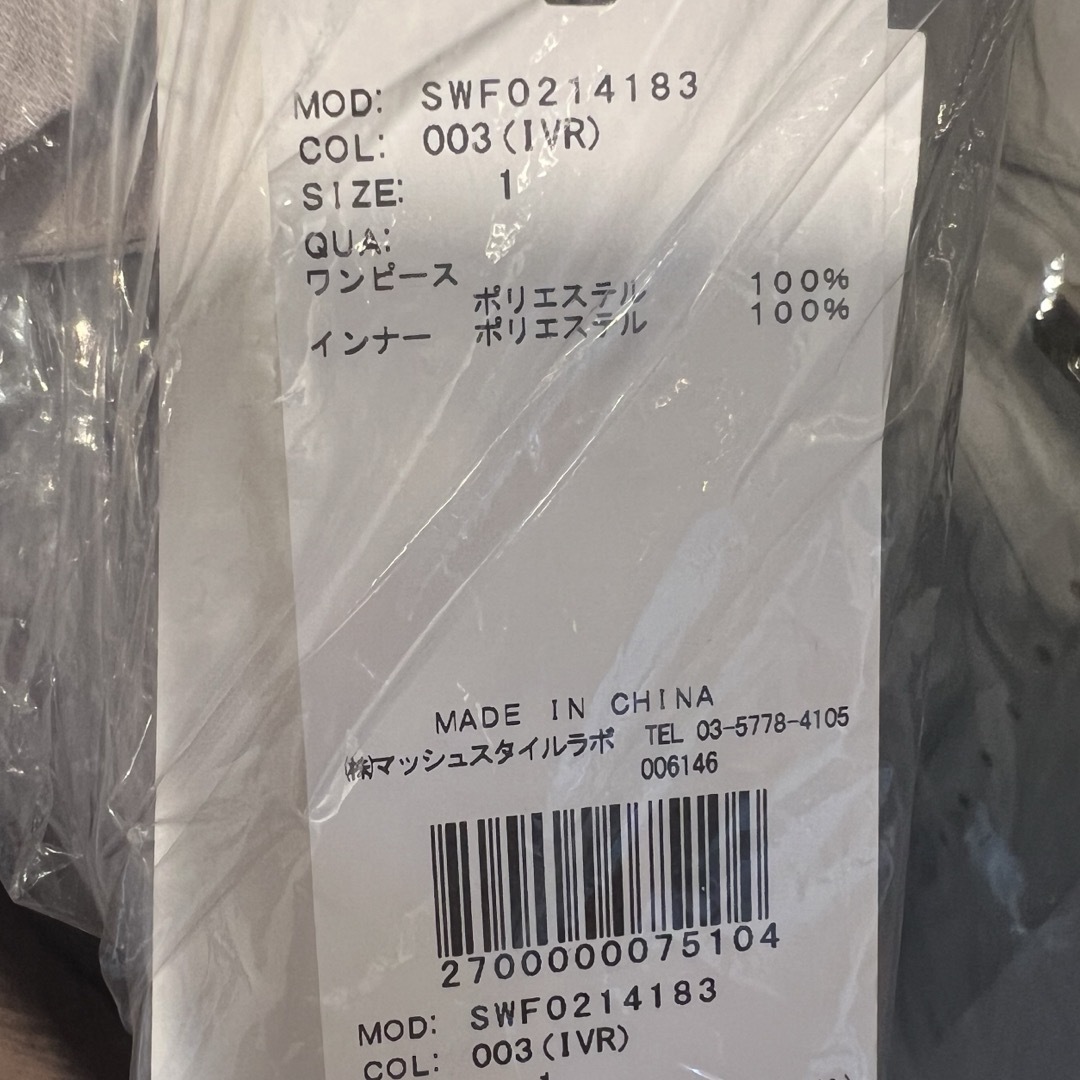 MOD: SWF0214183
COL: 003(IVR)
SIZE: 1
QUA:
ワンピース
ポリエステル 100%
インナー ポリエステル 100%
MADE IN CHINA
㈱マッシュスタイルラボ TEL 03-5778-4105
006146
2700000075104
MOD: SWF0214183
COL: 003(IVR)